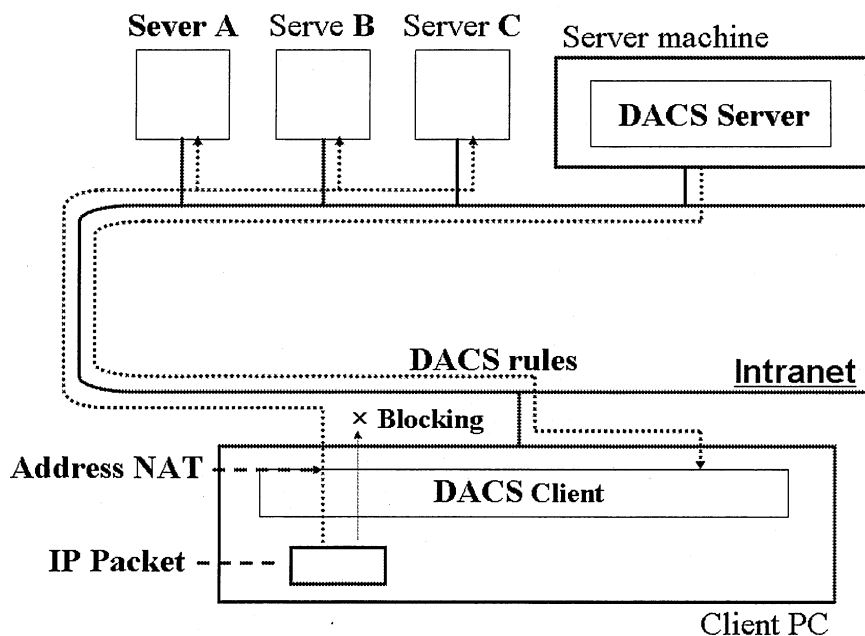 Sever A
Serve B
Server C
Server machine
DACS Server
DACS rules
Intranet
× Blocking
Address NAT
DACS Client
IP Packet
Client PC